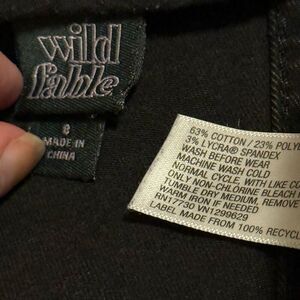 wild
fable
8
MADE IN
CHINA
63% COTTON / 23% POLY
3% LYCRA® SPANDEX
WASH BEFORE WEAR
MACHINE WASH COLD
NORMAL CYCLE, WITH LIKE CO
ONLY NON-CHLORINE BLEACH
TUMBLE DRY MEDIUM, REMOVE
WARM IRON IF NEEDED
RN17730 VN1299629
LABEL MADE FROM 100% RECYC